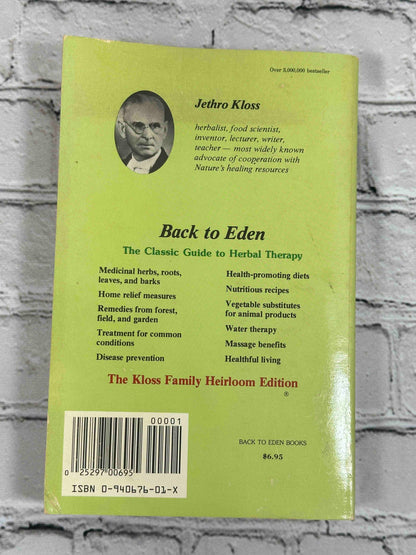 Over 3,000,000 bestseller
Jethro Kloss
herbalist, food scientist,
inventor, lecturer, writer,
teacher — most widely known
advocate of cooperation with
Nature's healing resources
Back to Eden
The Classic Guide to Herbal Therapy
Medicinal herbs, roots,
leaves, and barks
Home relief measures
Remedies from forest,
field, and garden
Treatment for common
conditions
Disease prevention
Health-promoting diets
Nutritious recipes
Vegetable substitutes
for animal products
Water therapy
Massage benefits
Healthful living
The Kloss Family Heirloom Edition
®
00001
0 25297 00695
ISBN 0-940676-01-X
BACK TO EDEN BOOKS
$6.95